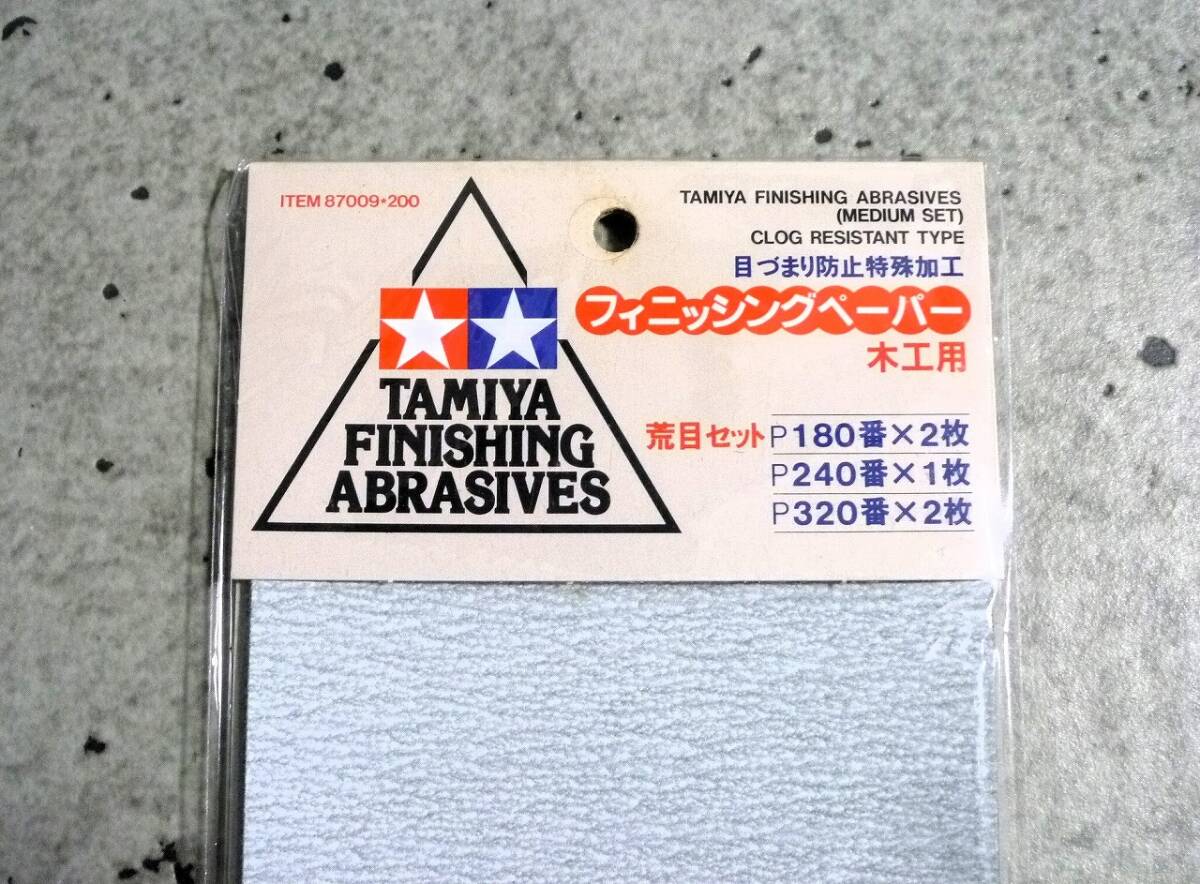 ITEM 87009*200
TAMIYA
FINISHING
ABRASIVES
TAMIYA FINISHING ABRASIVES
(MEDIUM SET)
CLOG RESISTANT TYPE
目づまり防止特殊加工
フィニッシングペーパー
木工用
荒目セット P180番×2枚
P240番×1枚
P320番×2枚